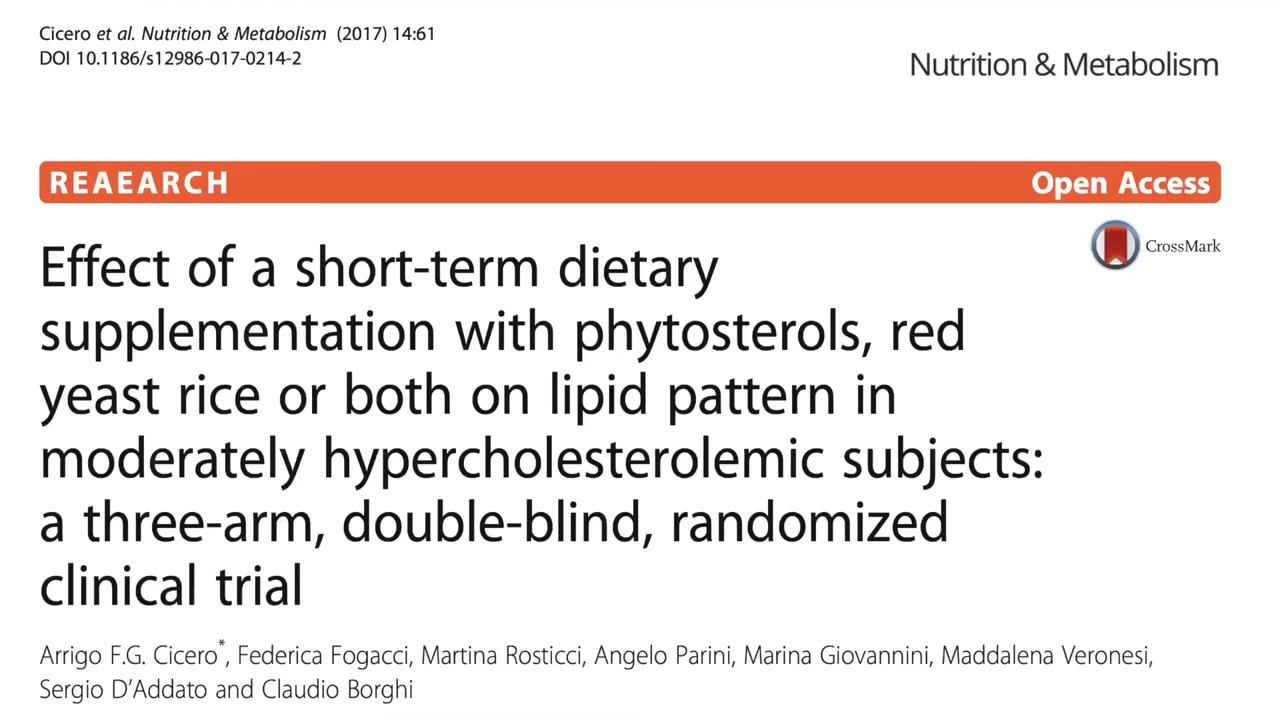 Cicero et al. Nutrition & Metabolism (2017) 14:61
DOI 10.1186/s12986-017-0214-2
Nutrition & Metabolism
REAEARCH
Open Access
CrossMark
Effect of a short-term dietary
supplementation with phytosterols, red
yeast rice or both on lipid pattern in
moderately hypercholesterolemic subjects:
a three-arm, double-blind, randomized
clinical trial
Arrigo F.G. Cicero*, Federica Fogacci, Martina Rosticci, Angelo Parini, Marina Giovannini, Maddalena Veronesi,
Sergio D’Addato and Claudio Borghi